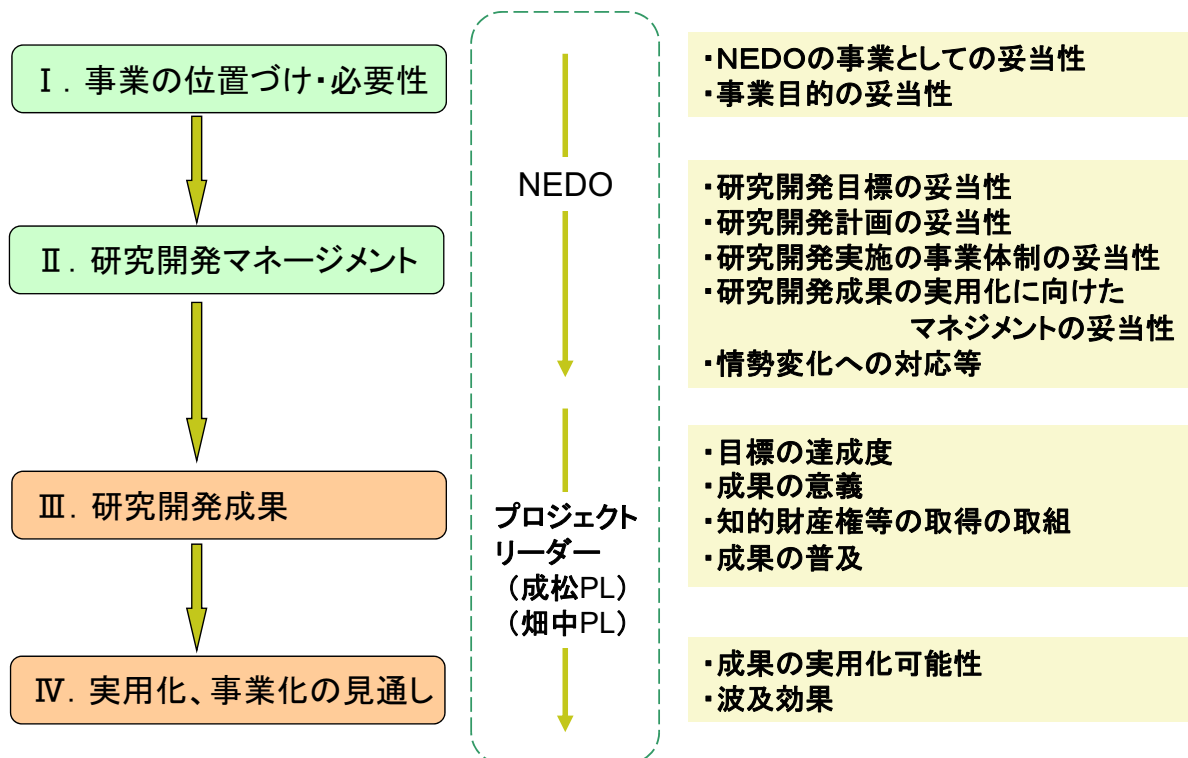 Ⅰ. 事業の位置づけ・必要性
・NEDOの事業としての妥当性
・事業目的の妥当性
NEDO
Ⅱ. 研究開発マネージメント
・研究開発目標の妥当性
・研究開発計画の妥当性
・研究開発実施の事業体制の妥当性
・研究開発成果の実用化に向けた
マネジメントの妥当性
・情勢変化への対応等
Ⅲ. 研究開発成果
プロジェクト
リーダー
（成松PL）
（畑中PL）
・目標の達成度
・成果の意義
・知的財産権等の取得の取組
・成果の普及
Ⅳ. 実用化、事業化の見通し
・成果の実用化可能性
・波及効果